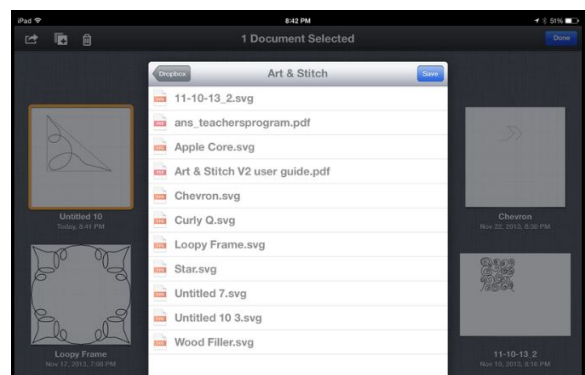 iPad
8:42 PM
51%
1 Document Selected
Done
Dropbox
Art & Stitch
Save
11-10-13_2.svg
ans_teachersprogram.pdf
Apple Core.svg
Art & Stitch V2 user guide.pdf
Chevron.svg
Curly Q.svg
Loopy Frame.svg
Star.svg
Untitled 7.svg
Untitled 10 3.svg
Wood Filler.svg
Untitled 10
Today, 8:41 PM
Chevron
Nov 22, 2013, 8:30 PM
Loopy Frame
Nov 17, 2013, 7:08 PM
11-10-13 2
Nov 10, 2013, 8:16 PM